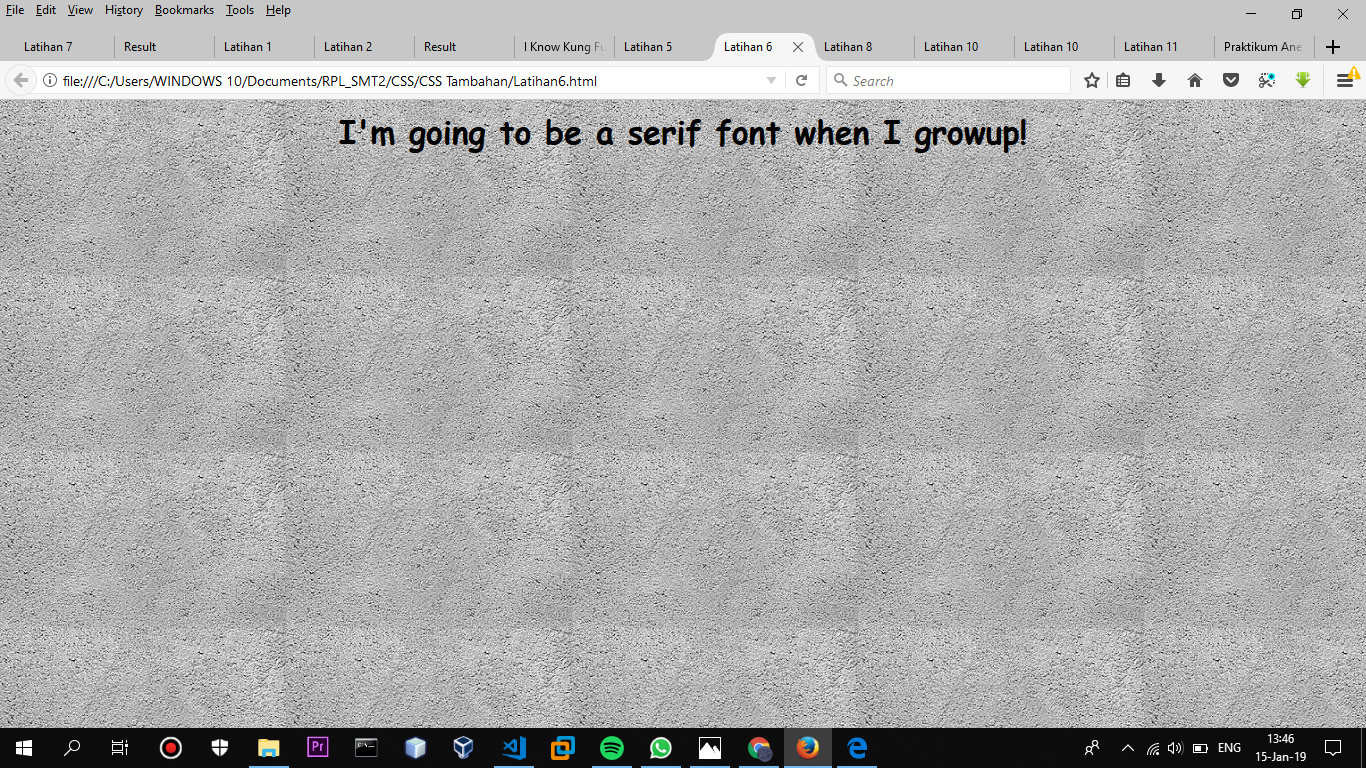 File Edit View History Bookmarks Tools Help
Latihan 7 Result Latihan 1 Latihan 2 Result I Know Kung Fu Latihan 5 Latihan 6 Latihan 8 Latihan 10 Latihan 10 Latihan 11 Praktikum Ane
file:///C:/Users/WINDOWS 10/Documents/RPL_SMT2/CSS/CSS Tambahan/Latihan6.html Search
I'm going to be a serif font when I growup!
Pr C:\ ENG 13:46
15-Jan-19